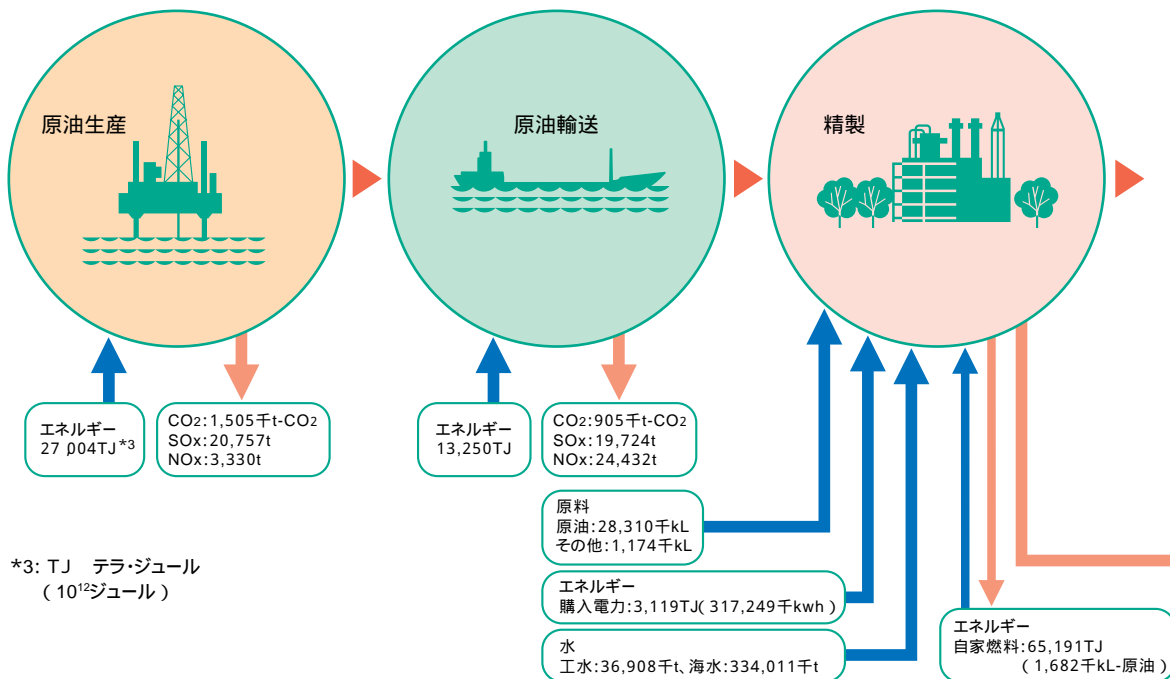 原油生産
原油輸送
精製
エネルギー
27,004TJ*3
CO2:1,505千t-CO2
SOx:20,757t
NOx:3,330t
エネルギー
13,250TJ
CO2:905千t-CO2
SOx:19,724t
NOx:24,432t
原料
原油:28,310千kL
その他:1,174千kL
*3: TJ テラ・ジュール
(10¹²ジュール)
エネルギー
購入電力:3,119TJ(317,249千kwh)
水
工水:36,908千t、海水:334,011千t
エネルギー
自家燃料:65,191TJ
(1,682千kL-原油)